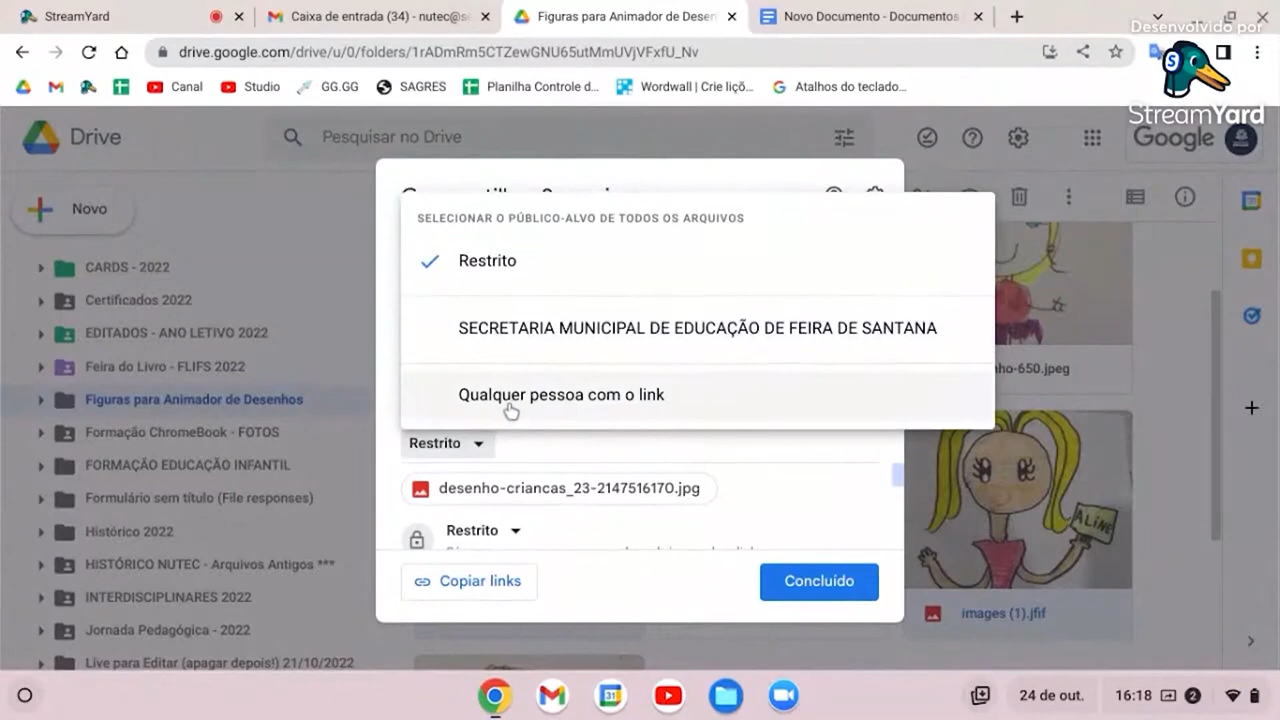 StreamYard
Caixa de entrada (34) - nutec@se
Figuras para Animador de Desen
Novo Documento - Documentos
Desenvolvido por
drive.google.com/drive/u/0/folders/1rADmRm5CTZewGNU65utMmUVjVFxfU_Nv
Canal
Studio
GG.GG
SAGRES
Planilha Controle d...
Wordwall | Crie liçõ...
Atalhos do teclado...
StreamYard
Drive
Pesquisar no Drive
Google
Novo
CARDS - 2022
Certificados 2022
EDITADOS - ANO LETIVO 2022
Feira do Livro - FLIFS 2022
Figuras para Animador de Desenhos
Formação ChromeBook - FOTOS
FORMAÇÃO EDUCAÇÃO INFANTIL
Formulário sem título (File responses)
Histórico 2022
HISTÓRICO NUTEC - Arquivos Antigos ***
INTERDISCIPLINARES 2022
Jornada Pedagógica - 2022
Live para Editar (apagar depois!) 21/10/2022
SELECIONAR O PÚBLICO-ALVO DE TODOS OS ARQUIVOS
Restrito
SECRETARIA MUNICIPAL DE EDUCAÇÃO DE FEIRA DE SANTANA
Qualquer pessoa com o link
Restrito
desenho-criancas_23-2147516170.jpg
Restrito
Copiar links
Concluído
ho-650.jpeg
ALINE
images (1).jfif
24 de out.
16:18
2